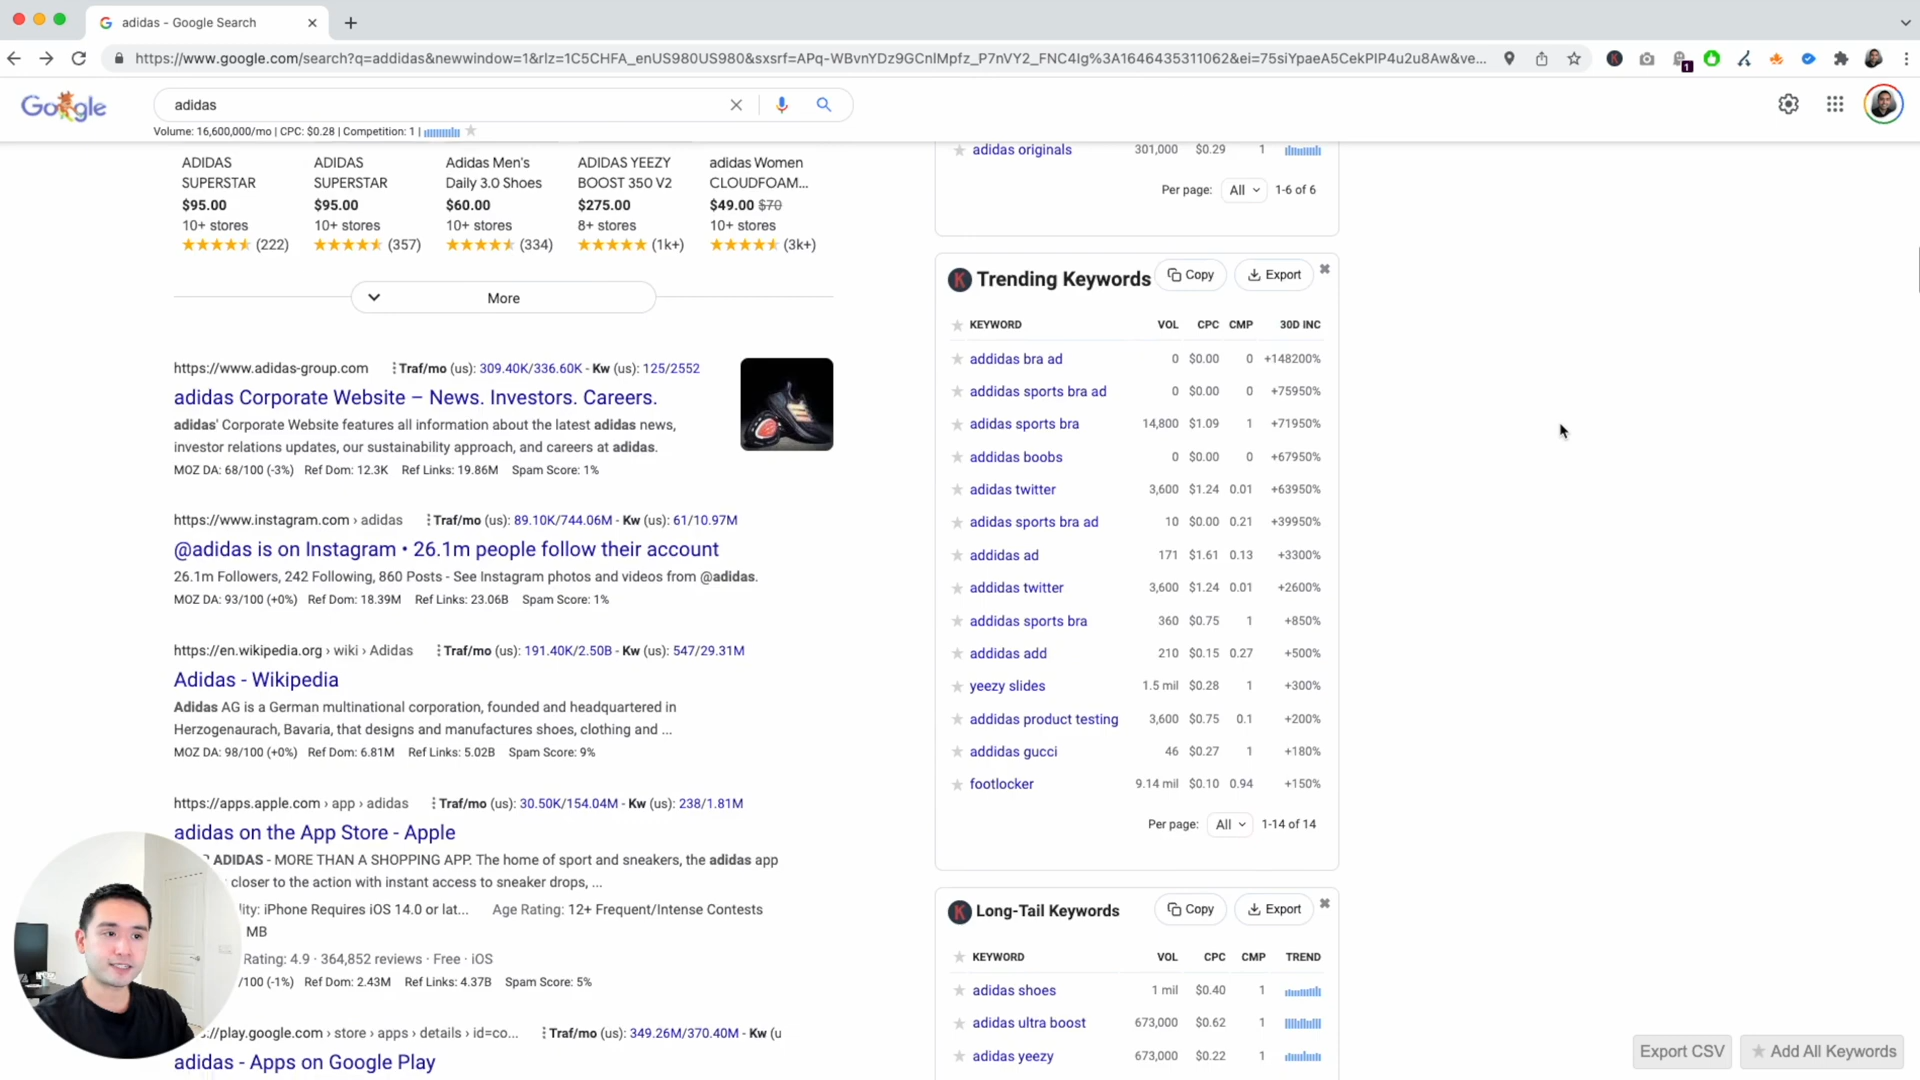 adidas - Google Search
https://www.google.com/search?q=addidas&newwindow=1&rlz=1C5CHFA_enUS980US980&sxsrf=APq-WBvnYDz9GCnlMpfz_P7nVY2_FNC4Ig%3A1646435311062&ei=75siYpaeA5CekPIP4u2u8Aw&ve...
1
Google
adidas
Volume: 16,600,000/mo | CPC: $0.28 | Competition: 1 |
ADIDAS SUPERSTAR
$95.00
10+ stores
(222)
ADIDAS SUPERSTAR
$95.00
10+ stores
(357)
Adidas Men's Daily 3.0 Shoes
$60.00
10+ stores
(334)
ADIDAS YEEZY BOOST 350 V2
$275.00
8+ stores
(1k+)
adidas Women CLOUDFOAM...
$49.00 $70
10+ stores
(3k+)
More
https://www.adidas-group.com Traf/mo (us): 309.40K/336.60K - Kw (us): 125/2552
adidas Corporate Website – News. Investors. Careers.
adidas' Corporate Website features all information about the latest adidas news,
investor relations updates, our sustainability approach, and careers at adidas.
MOZ DA: 68/100 (-3%) Ref Dom: 12.3K Ref Links: 19.86M Spam Score: 1%
https://www.instagram.com › adidas Traf/mo (us): 89.10K/744.06M - Kw (us): 61/10.97M
@adidas is on Instagram • 26.1m people follow their account
26.1m Followers, 242 Following, 860 Posts - See Instagram photos and videos from @adidas.
MOZ DA: 93/100 (+0%) Ref Dom: 18.39M Ref Links: 23.06B Spam Score: 1%
https://en.wikipedia.org › wiki › Adidas Traf/mo (us): 191.40K/2.50B - Kw (us): 547/29.31M
Adidas - Wikipedia
Adidas AG is a German multinational corporation, founded and headquartered in
Herzogenaurach, Bavaria, that designs and manufactures shoes, clothing and ...
MOZ DA: 98/100 (+0%) Ref Dom: 6.81M Ref Links: 5.02B Spam Score: 9%
https://apps.apple.com › app › adidas Traf/mo (us): 30.50K/154.04M - Kw (us): 238/1.81M
adidas on the App Store - Apple
ADIDAS - MORE THAN A SHOPPING APP. The home of sport and sneakers, the adidas app
closer to the action with instant access to sneaker drops, ...
iPhone Requires iOS 14.0 or lat... Age Rating: 12+ Frequent/Intense Contests
MB
Rating: 4.9 · 364,852 reviews · Free · iOS
/100 (-1%) Ref Dom: 2.43M Ref Links: 4.37B Spam Score: 5%
//play.google.com › store › apps › details › id=co... Traf/mo (us): 349.26M/370.40M - Kw (u
adidas - Apps on Google Play
adidas originals 301,000 $0.29 1
Per page: All 1-6 of 6
K Trending Keywords Copy Export
KEYWORD VOL CPC CMP 30D INC
addidas bra ad 0 $0.00 0 +148200%
addidas sports bra ad 0 $0.00 0 +75950%
adidas sports bra 14,800 $1.09 1 +71950%
addidas boobs 0 $0.00 0 +67950%
adidas twitter 3,600 $1.24 0.01 +63950%
adidas sports bra ad 10 $0.00 0.21 +39950%
addidas ad 171 $1.61 0.13 +3300%
addidas twitter 3,600 $1.24 0.01 +2600%
addidas sports bra 360 $0.75 1 +850%
addidas add 210 $0.15 0.27 +500%
yeezy slides 1.5 mil $0.28 1 +300%
addidas product testing 3,600 $0.75 0.1 +200%
addidas gucci 46 $0.27 1 +180%
footlocker 9.14 mil $0.10 0.94 +150%
Per page: All 1-14 of 14
K Long-Tail Keywords Copy Export
KEYWORD VOL CPC CMP TREND
adidas shoes 1 mil $0.40 1
adidas ultra boost 673,000 $0.62 1
adidas yeezy 673,000 $0.22 1
Export CSV
Add All Keywords